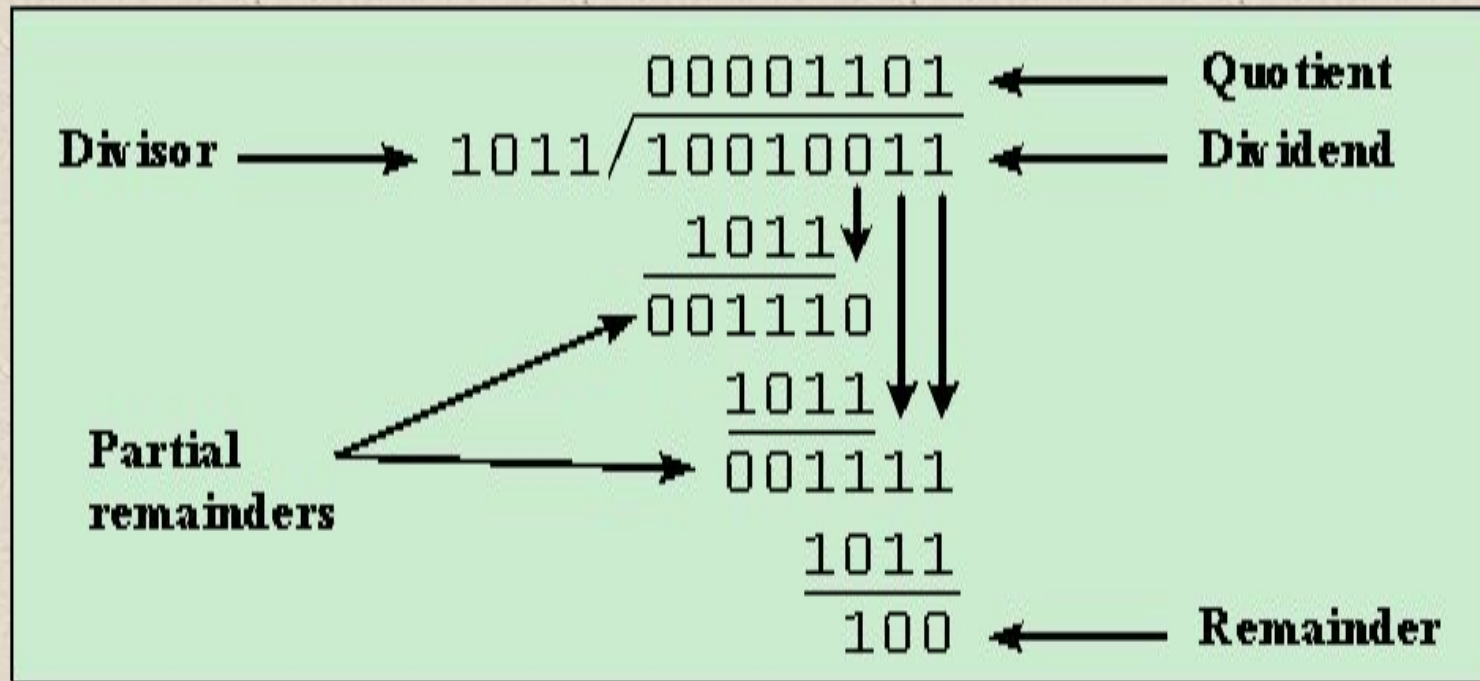 00001101 Quotient
Divisor 1011/10010011 Dividend
1011
001110
1011
Partial
001111
remainders
1011
100 Remainder